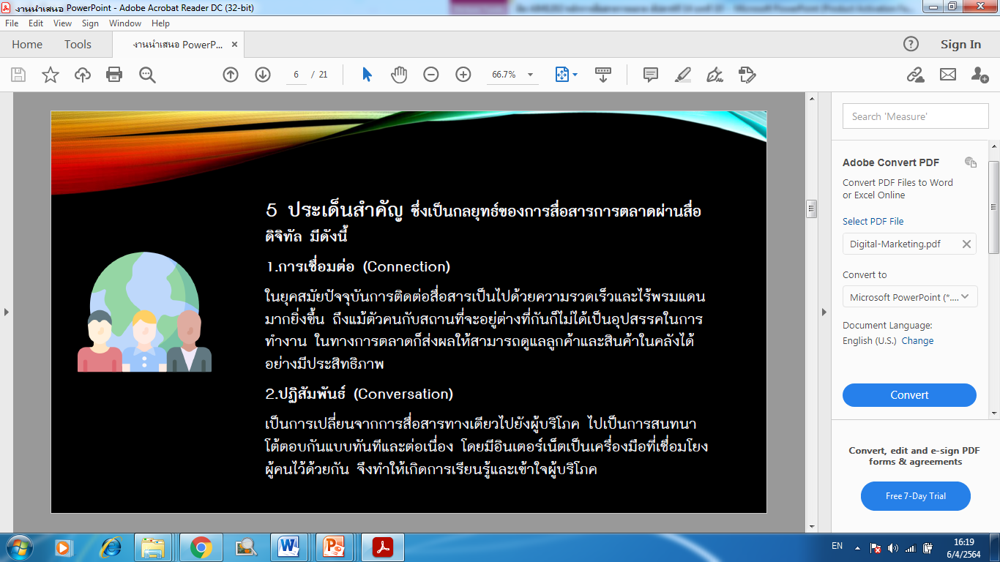 งานนำเสนอ PowerPoint - Adobe Acrobat Reader DC (32-bit)
File Edit View Sign Window Help
Home Tools งานนำเสนอ PowerP... × Sign In
6 / 21 66.7%
Search 'Measure'
Adobe Convert PDF
Convert PDF Files to Word
or Excel Online
Select PDF File
Digital-Marketing.pdf
Convert to
Microsoft PowerPoint (*....
Document Language:
English (U.S.) Change
Convert
Convert, edit and e-sign PDF
forms & agreements
Free 7-Day Trial
5 ประเด็นสำคัญ ซึ่งเป็นกลยุทธ์ของการสื่อสารการตลาดผ่านสื่อ
ดิจิทัล มีดังนี้
1.การเชื่อมต่อ (Connection)
ในยุคสมัยปัจจุบันการติดต่อสื่อสารเป็นไปด้วยความรวดเร็วและไร้พรมแดน
มากยิ่งขึ้น ถึงแม้ตัวคนกับสถานที่จะอยู่ต่างที่กันก็ไม่ได้เป็นอุปสรรคในการ
ทำงาน ในทางการตลาดก็ส่งผลให้สามารถดูแลลูกค้าและสินค้าในคลังได้
อย่างมีประสิทธิภาพ
2.ปฏิสัมพันธ์ (Conversation)
เป็นการเปลี่ยนจากการสื่อสารทางเดียวไปยังผู้บริโภค ไปเป็นการสนทนา
โต้ตอบกันแบบทันทีและต่อเนื่อง โดยมีอินเตอร์เน็ตเป็นเครื่องมือที่เชื่อมโยง
ผู้คนไว้ด้วยกัน จึงทำให้เกิดการเรียนรู้และเข้าใจผู้บริโภค
EN 16:19
6/4/2564